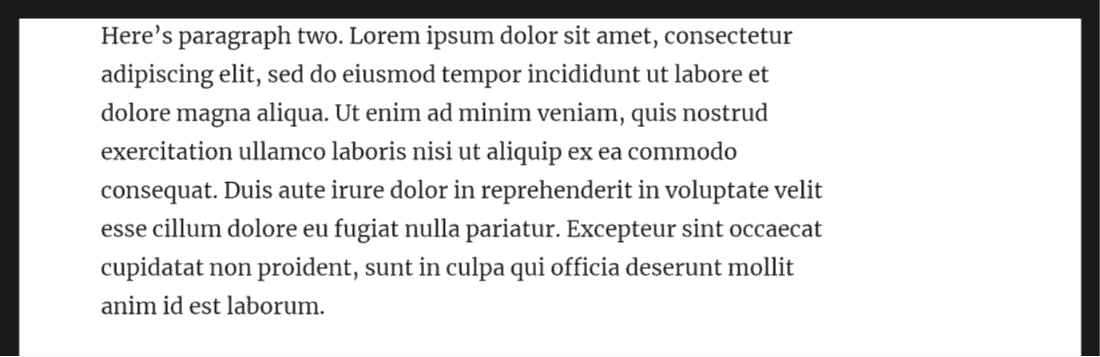 Here’s paragraph two. Lorem ipsum dolor sit amet, consectetur
adipiscing elit, sed do eiusmod tempor incididunt ut labore et
dolore magna aliqua. Ut enim ad minim veniam, quis nostrud
exercitation ullamco laboris nisi ut aliquip ex ea commodo
consequat. Duis aute irure dolor in reprehenderit in voluptate velit
esse cillum dolore eu fugiat nulla pariatur. Excepteur sint occaecat
cupidatat non proident, sunt in culpa qui officia deserunt mollit
anim id est laborum.